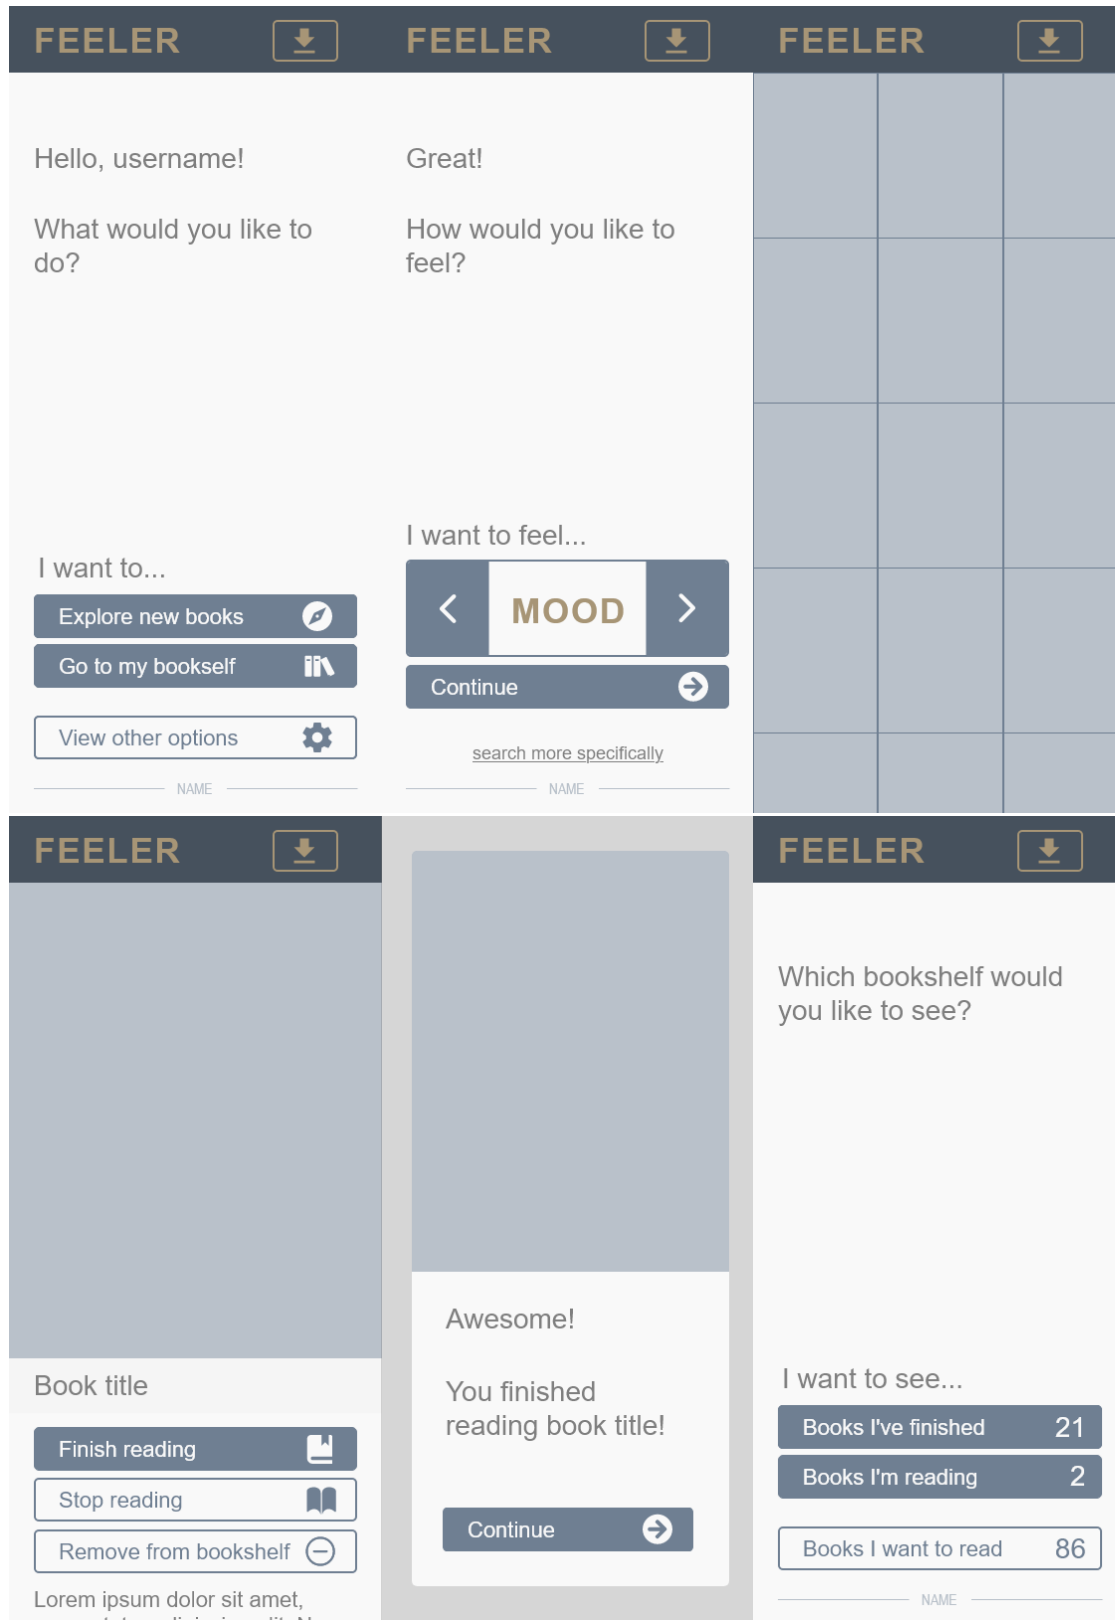 FEELER
Hello, username!
What would you like to
do?
I want to...
Explore new books
Go to my bookself
View other options
NAME
FEELER
Great!
How would you like to
feel?
I want to feel...
MOOD
Continue
search more specifically
NAME
FEELER
FEELER
Book title
Finish reading
Stop reading
Remove from bookshelf
Lorem ipsum dolor sit amet,
Awesome!
You finished
reading book title!
Continue
FEELER
Which bookshelf would
you like to see?
I want to see...
Books I've finished 21
Books I'm reading 2
Books I want to read 86
NAME